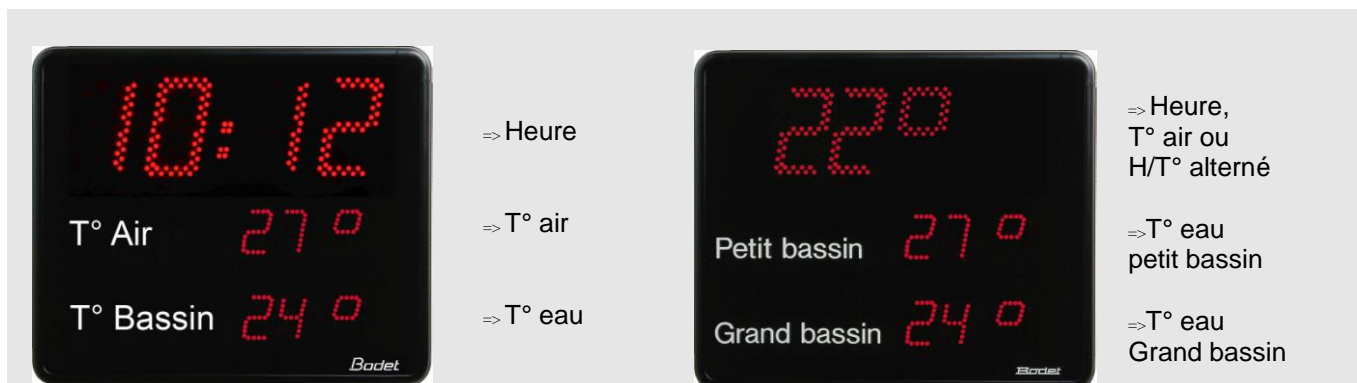 10:12
T° Air 27°
T° Bassin 24°
Bodet
=> Heure
=> T° air
=> T° eau
22°
Petit bassin 27°
Grand bassin 24°
Bodet
=> Heure,
T° air ou
H/T° alterné
=>T° eau
petit bassin
=>T° eau
Grand bassin